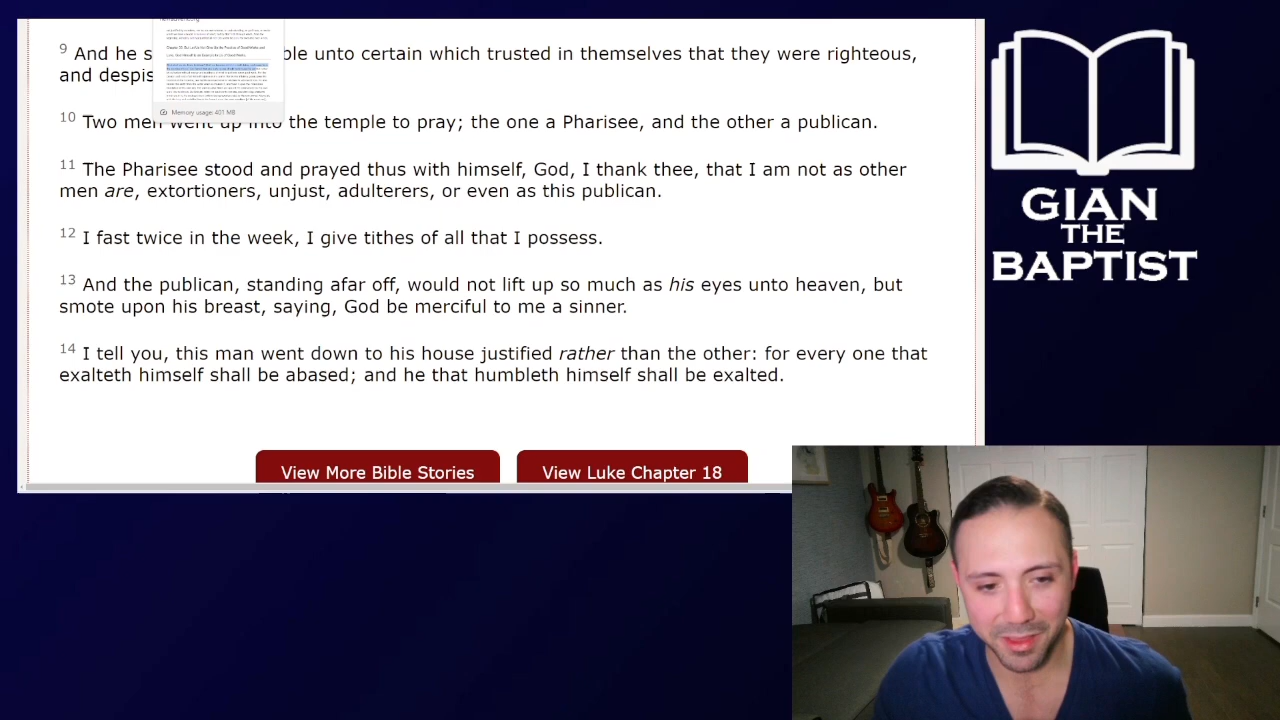 9 And he s ble unto certain which trusted in themselves that they were righteous,
and despis
10 Two men went up into the temple to pray; the one a Pharisee, and the other a publican.
11 The Pharisee stood and prayed thus with himself, God, I thank thee, that I am not as other
men are, extortioners, unjust, adulterers, or even as this publican.
12 I fast twice in the week, I give tithes of all that I possess.
13 And the publican, standing afar off, would not lift up so much as his eyes unto heaven, but
smote upon his breast, saying, God be merciful to me a sinner.
14 I tell you, this man went down to his house justified rather than the other: for every one that
exalteth himself shall be abased; and he that humbleth himself shall be exalted.
View More Bible Stories
View Luke Chapter 18
Memory usage: 401 MB
GIAN
THE
BAPTIST